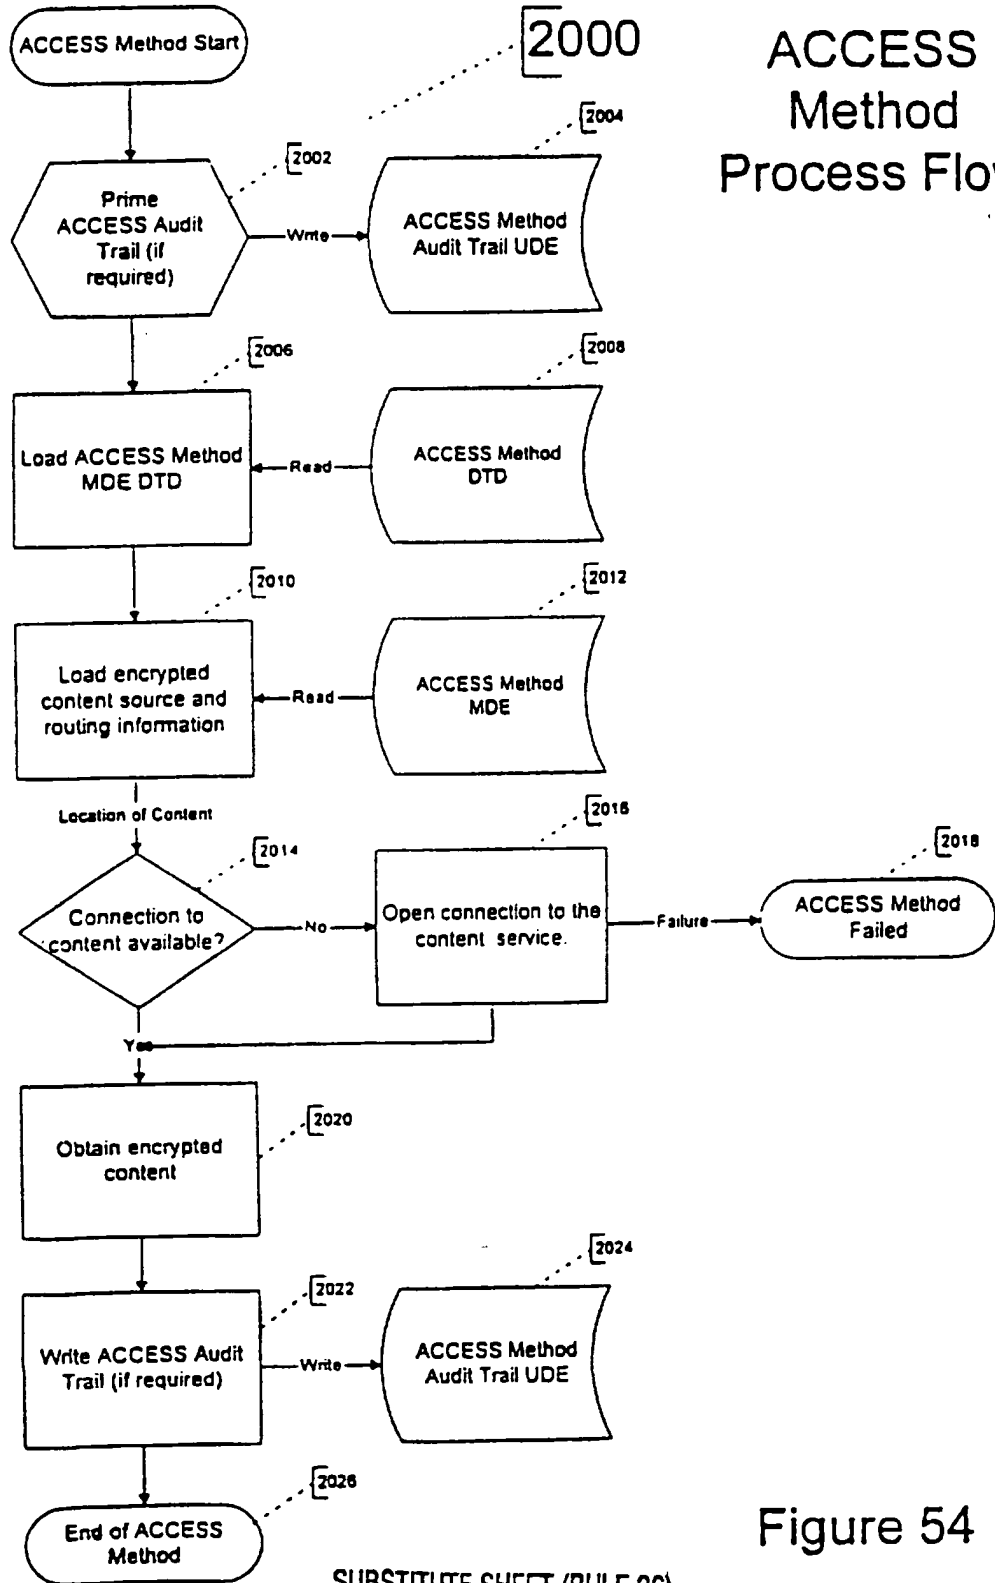 ACCESS Method Start
2000
ACCESS
Method
Process Flo
2002
2004
Prime
ACCESS Audit
Trail (if
required)
Write
ACCESS Method
Audit Trail UDE
2006
2008
Load ACCESS Method
MDE DTD
Read
ACCESS Method
DTD
2010
2012
Load encrypted
content source and
routing information
Read
ACCESS Method
MDE
Location of Content
2014
2016
2018
Connection to
content available?
No
Open connection to the
content service.
Failure
ACCESS Method
Failed
Y
2020
Obtain encrypted
content
2022
2024
Write ACCESS Audit
Trail (if required)
Write
ACCESS Method
Audit Trail UDE
2026
End of ACCESS
Method
Figure 54
SUBSTITUTE SHEET (RULE 26)